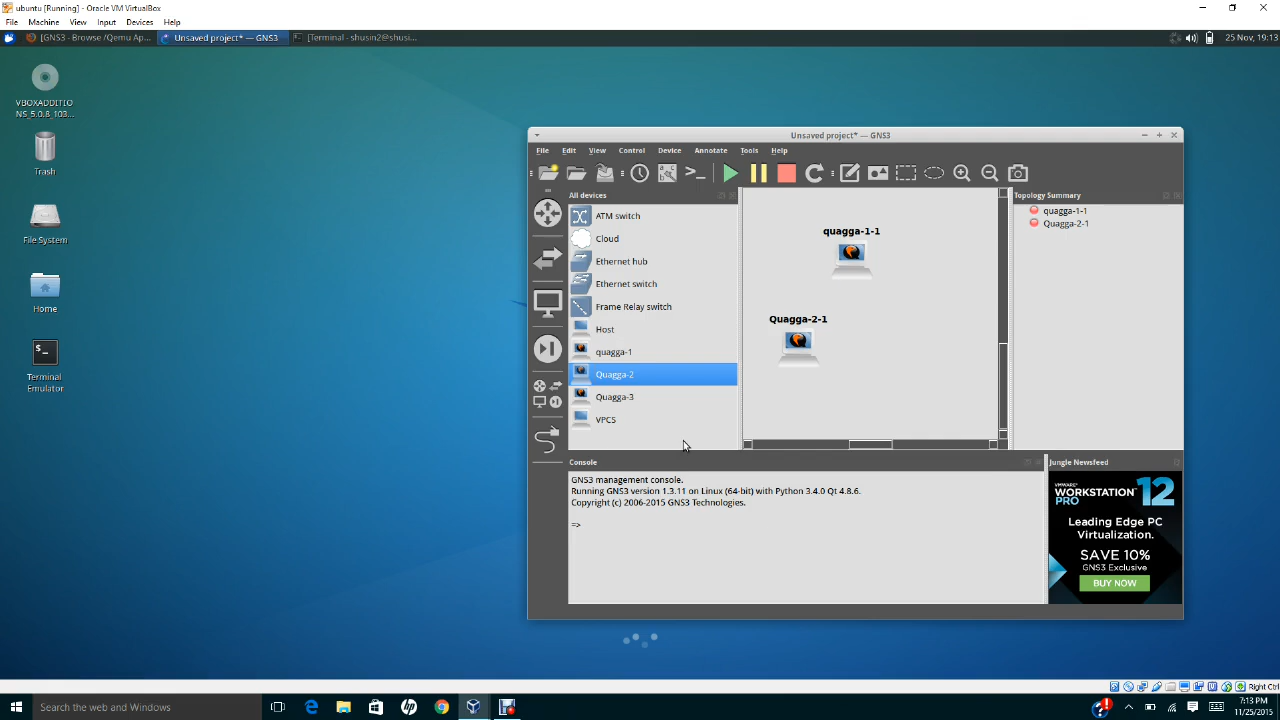 ubuntu [Running] - Oracle VM VirtualBox
File Machine View Input Devices Help
[GNS3 - Browse /Qemu Ap...
Unsaved project* — GNS3
[Terminal - shusin2@shusi...
25 Nov, 19:13
VBOXADDITIO
NS_5.0.8_103...
Trash
File System
Home
Terminal
Emulator
Unsaved project* — GNS3
File Edit View Control Device Annotate Tools Help
All devices
ATM switch
Cloud
Ethernet hub
Ethernet switch
Frame Relay switch
Host
quagga-1
Quagga-2
Quagga-3
VPCS
quagga-1-1
Quagga-2-1
Topology Summary
quagga-1-1
Quagga-2-1
Console
GNS3 management console.
Running GNS3 version 1.3.11 on Linux (64-bit) with Python 3.4.0 Qt 4.8.6.
Copyright (c) 2006-2015 GNS3 Technologies.
=>
Jungle Newsfeed
VMWARE
WORKSTATION 12
PRO
Leading Edge PC
Virtualization.
SAVE 10%
GNS3 Exclusive
BUY NOW
Right Ctrl
Search the web and Windows
7:13 PM
11/25/2015